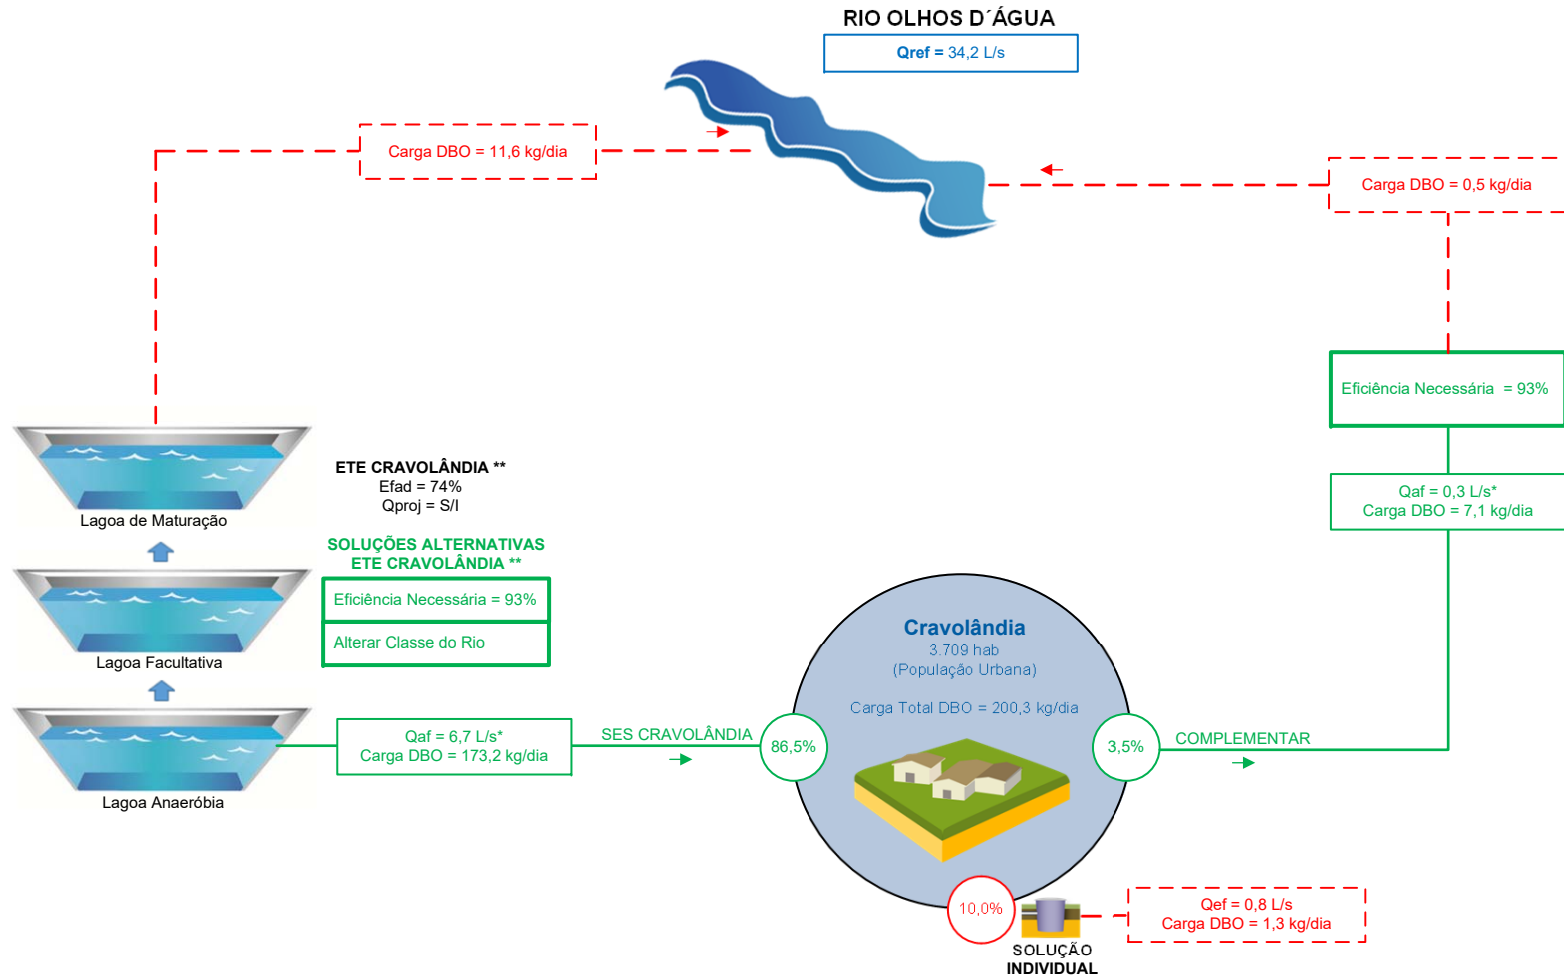 RIO OLHOS D´ÁGUA
Qref = 34,2 L/s
Carga DBO = 11,6 kg/dia
Carga DBO = 0,5 kg/dia
Eficiência Necessária = 93%
Qaf = 0,3 L/s*
Carga DBO = 7,1 kg/dia
ETE CRAVOLÂNDIA **
Efad = 74%
Qproj = S/I
Lagoa de Maturação
SOLUÇÕES ALTERNATIVAS
ETE CRAVOLÂNDIA **
Eficiência Necessária = 93%
Alterar Classe do Rio
Lagoa Facultativa
Qaf = 6,7 L/s*
Carga DBO = 173,2 kg/dia
Lagoa Anaeróbia
SES CRAVOLÂNDIA
86,5%
Cravolândia
3.709 hab
(População Urbana)
Carga Total DBO = 200,3 kg/dia
3,5%
COMPLEMENTAR
10,0%
SOLUÇÃO
INDIVIDUAL
Qef = 0,8 L/s
Carga DBO = 1,3 kg/dia